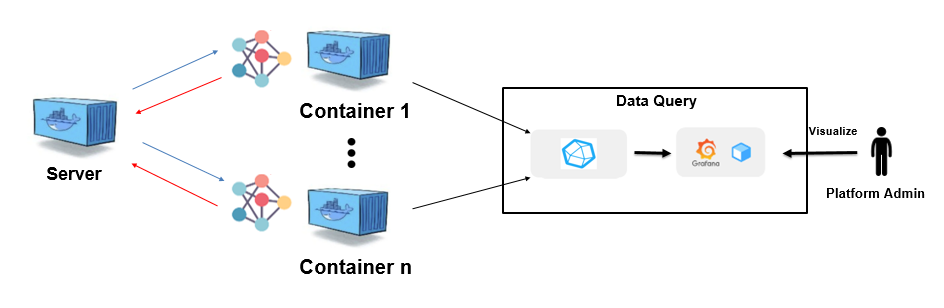 Server
Container 1
Container n
Data Query
Grafana
Visualize
Platform Admin